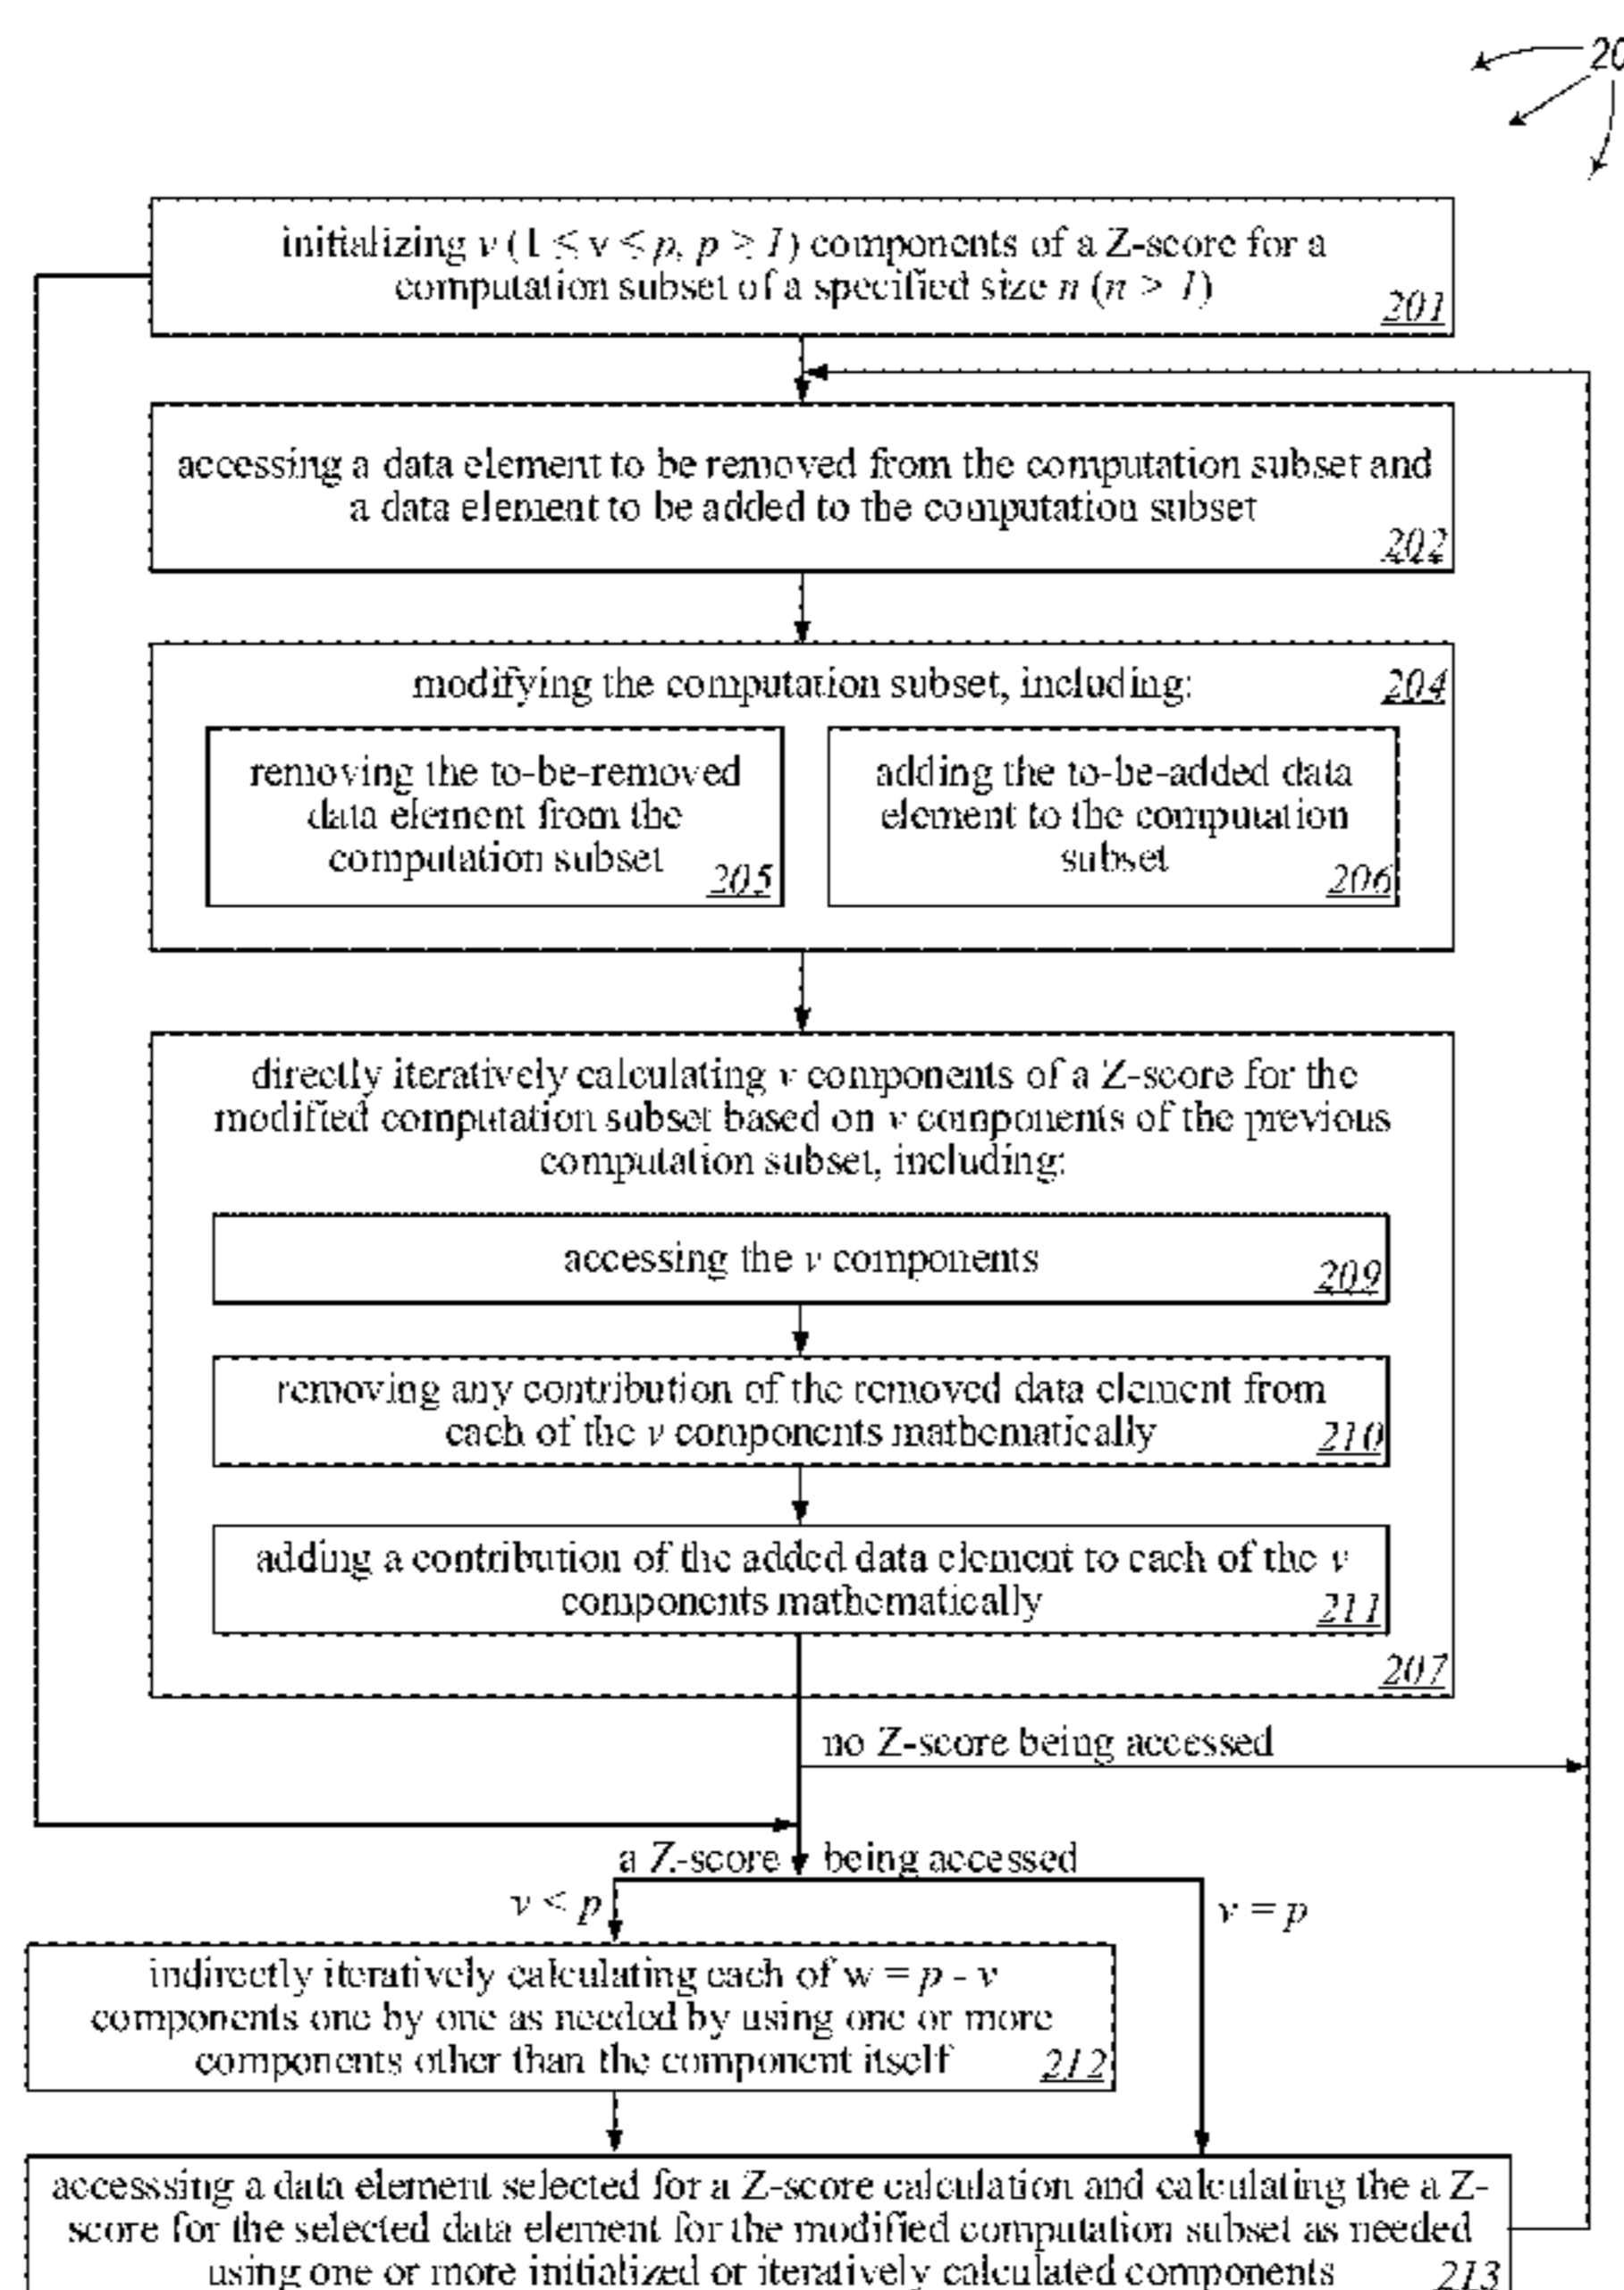 20
initializing v (1 ≤ v ≤ p, p ≥ 1) components of a Z-score for a
computation subset of a specified size n (n > 1)
201
accessing a data element to be removed from the computation subset and
a data element to be added to the computation subset
202
modifying the computation subset, including:
204
removing the to-be-removed
data element from the
computation subset
205
adding the to-be-added data
element to the computation
subset
206
directly iteratively calculating v components of a Z-score for the
modified computation subset based on v components of the previous
computation subset, including:
accessing the v components
209
removing any contribution of the removed data element from
each of the v components mathematically
210
adding a contribution of the added data element to each of the v
components mathematically
211
207
no Z-score being accessed
a Z-score being accessed
v < p
v = p
indirectly iteratively calculating each of w = p - v
components one by one as needed by using one or more
components other than the component itself
212
accesssing a data element selected for a Z-score calculation and calculating the a Z-
score for the selected data element for the modified computation subset as needed
using one or more initialized or iteratively calculated components
213